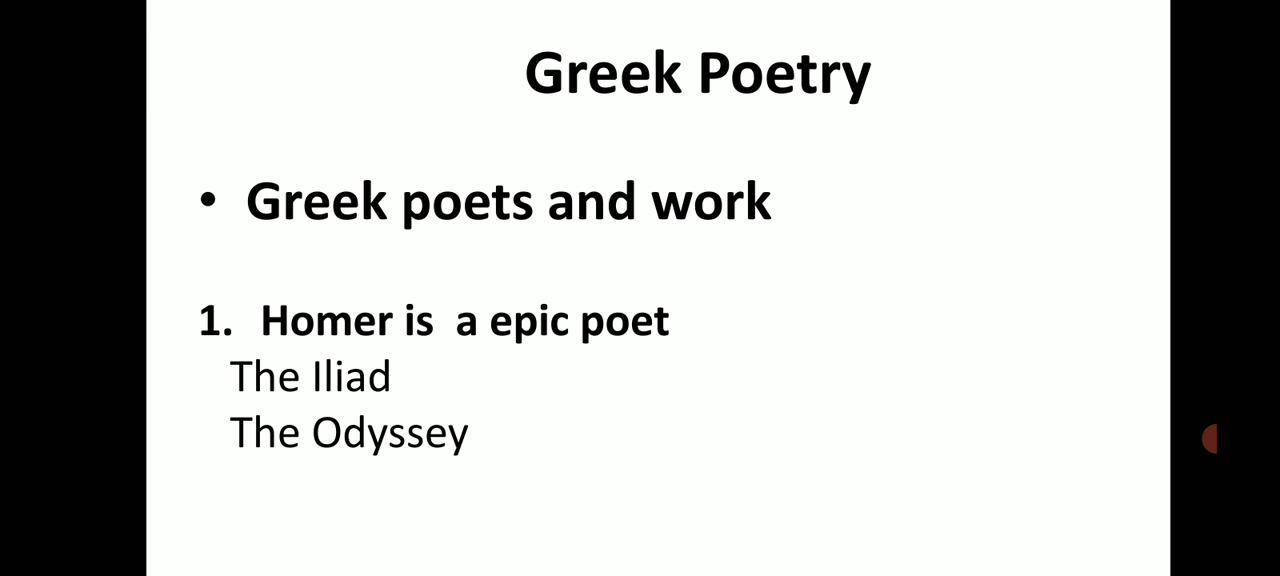 Greek Poetry
• Greek poets and work
1. Homer is a epic poet
The Iliad
The Odyssey